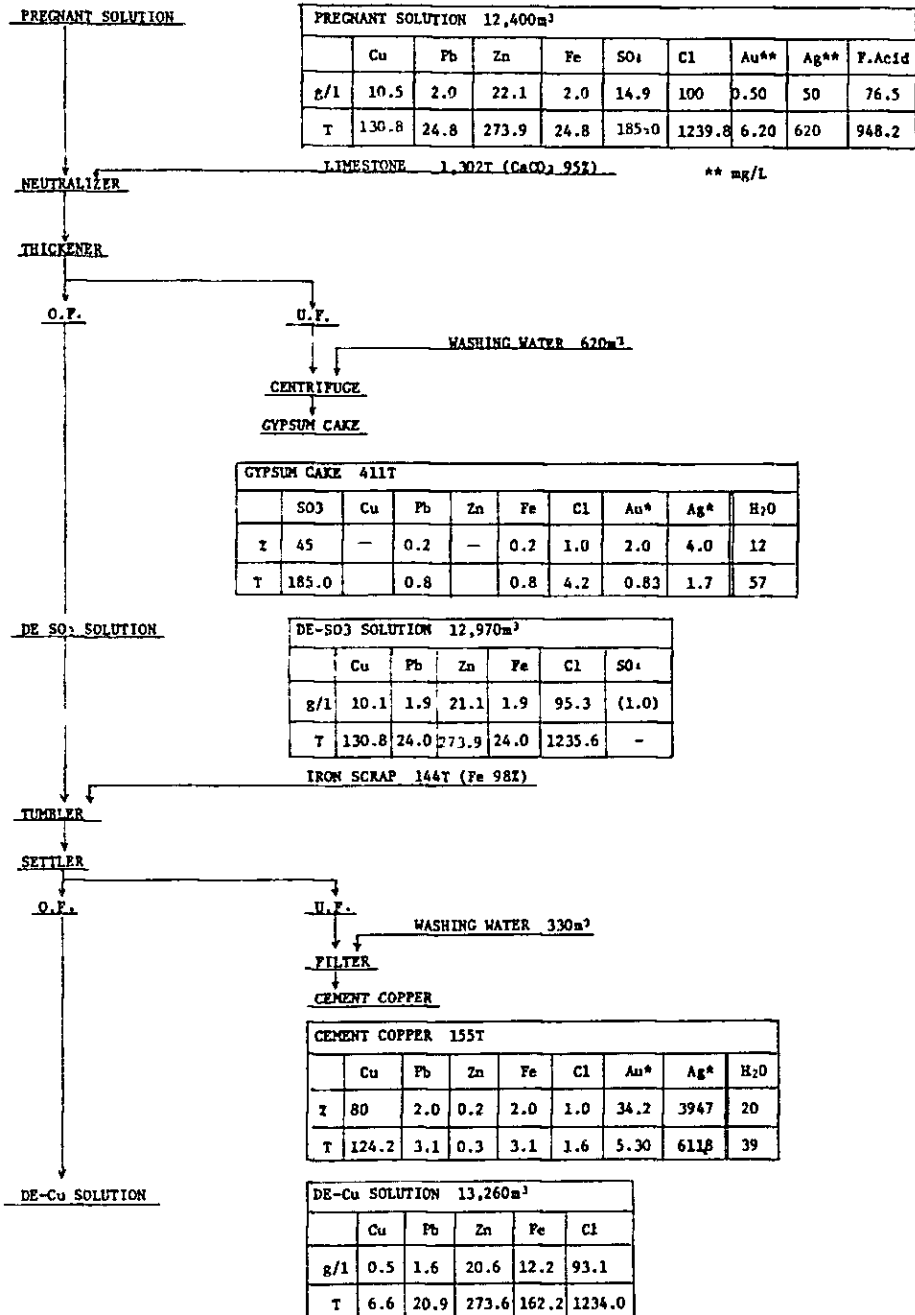 PREGNANT SOLUTION
PREGNANT SOLUTION 12,400m³
Cu Pb Zn Fe SO₄ Cl Au** Ag** F.Acid
g/l 10.5 2.0 22.1 2.0 14.9 100 0.50 50 76.5
T 130.8 24.8 273.9 24.8 185.0 1239.8 6.20 620 948.2
LIMESTONE 1,302T (CaCO₃ 95%)
** mg/L
NEUTRALIZER
THICKENER
O.F. U.F.
WASHING WATER 620m³
CENTRIFUGE
GYPSUM CAKE
GYPSUM CAKE 411T
SO3 Cu Pb Zn Fe Cl Au* Ag* H₂O
% 45 — 0.2 — 0.2 1.0 2.0 4.0 12
T 185.0 0.8 0.8 4.2 0.83 1.7 57
DE SO₃ SOLUTION
DE-SO3 SOLUTION 12,970m³
Cu Pb Zn Fe Cl SO₄
g/l 10.1 1.9 21.1 1.9 95.3 (1.0)
T 130.8 24.0 273.9 24.0 1235.6 -
IRON SCRAP 144T (Fe 98%)
TUMBLER
SETTLER
O.F. U.F.
WASHING WATER 330m³
FILTER
CEMENT COPPER
CEMENT COPPER 155T
Cu Pb Zn Fe Cl Au* Ag* H₂O
% 80 2.0 0.2 2.0 1.0 34.2 3947 20
T 124.2 3.1 0.3 3.1 1.6 5.30 6118 39
DE-Cu SOLUTION
DE-Cu SOLUTION 13,260m³
Cu Pb Zn Fe Cl
g/l 0.5 1.6 20.6 12.2 93.1
T 6.6 20.9 273.6 162.2 1234.0